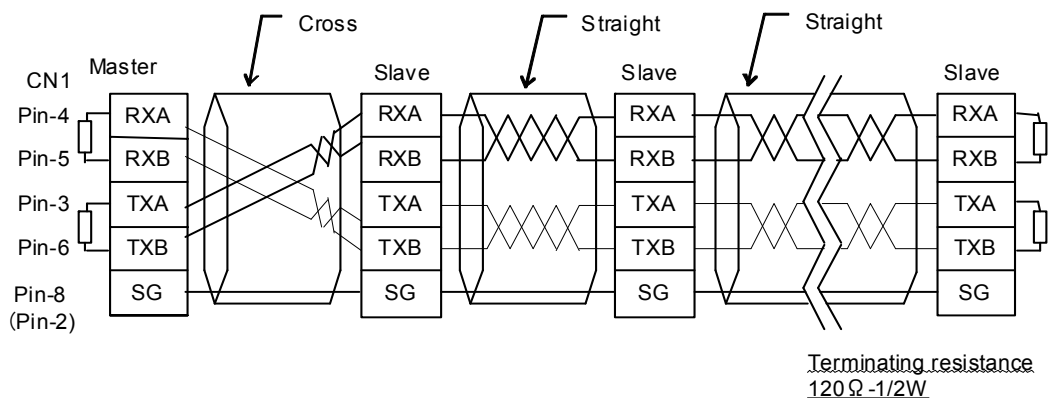 Cross
Straight
Straight
CN1
Master
Slave
Slave
Slave
Pin-4
RXA
RXA
RXA
RXA
Pin-5
RXB
RXB
RXB
RXB
Pin-3
TXA
TXA
TXA
TXA
Pin-6
TXB
TXB
TXB
TXB
Pin-8
(Pin-2)
SG
SG
SG
SG
Terminating resistance
120Ω-1/2W